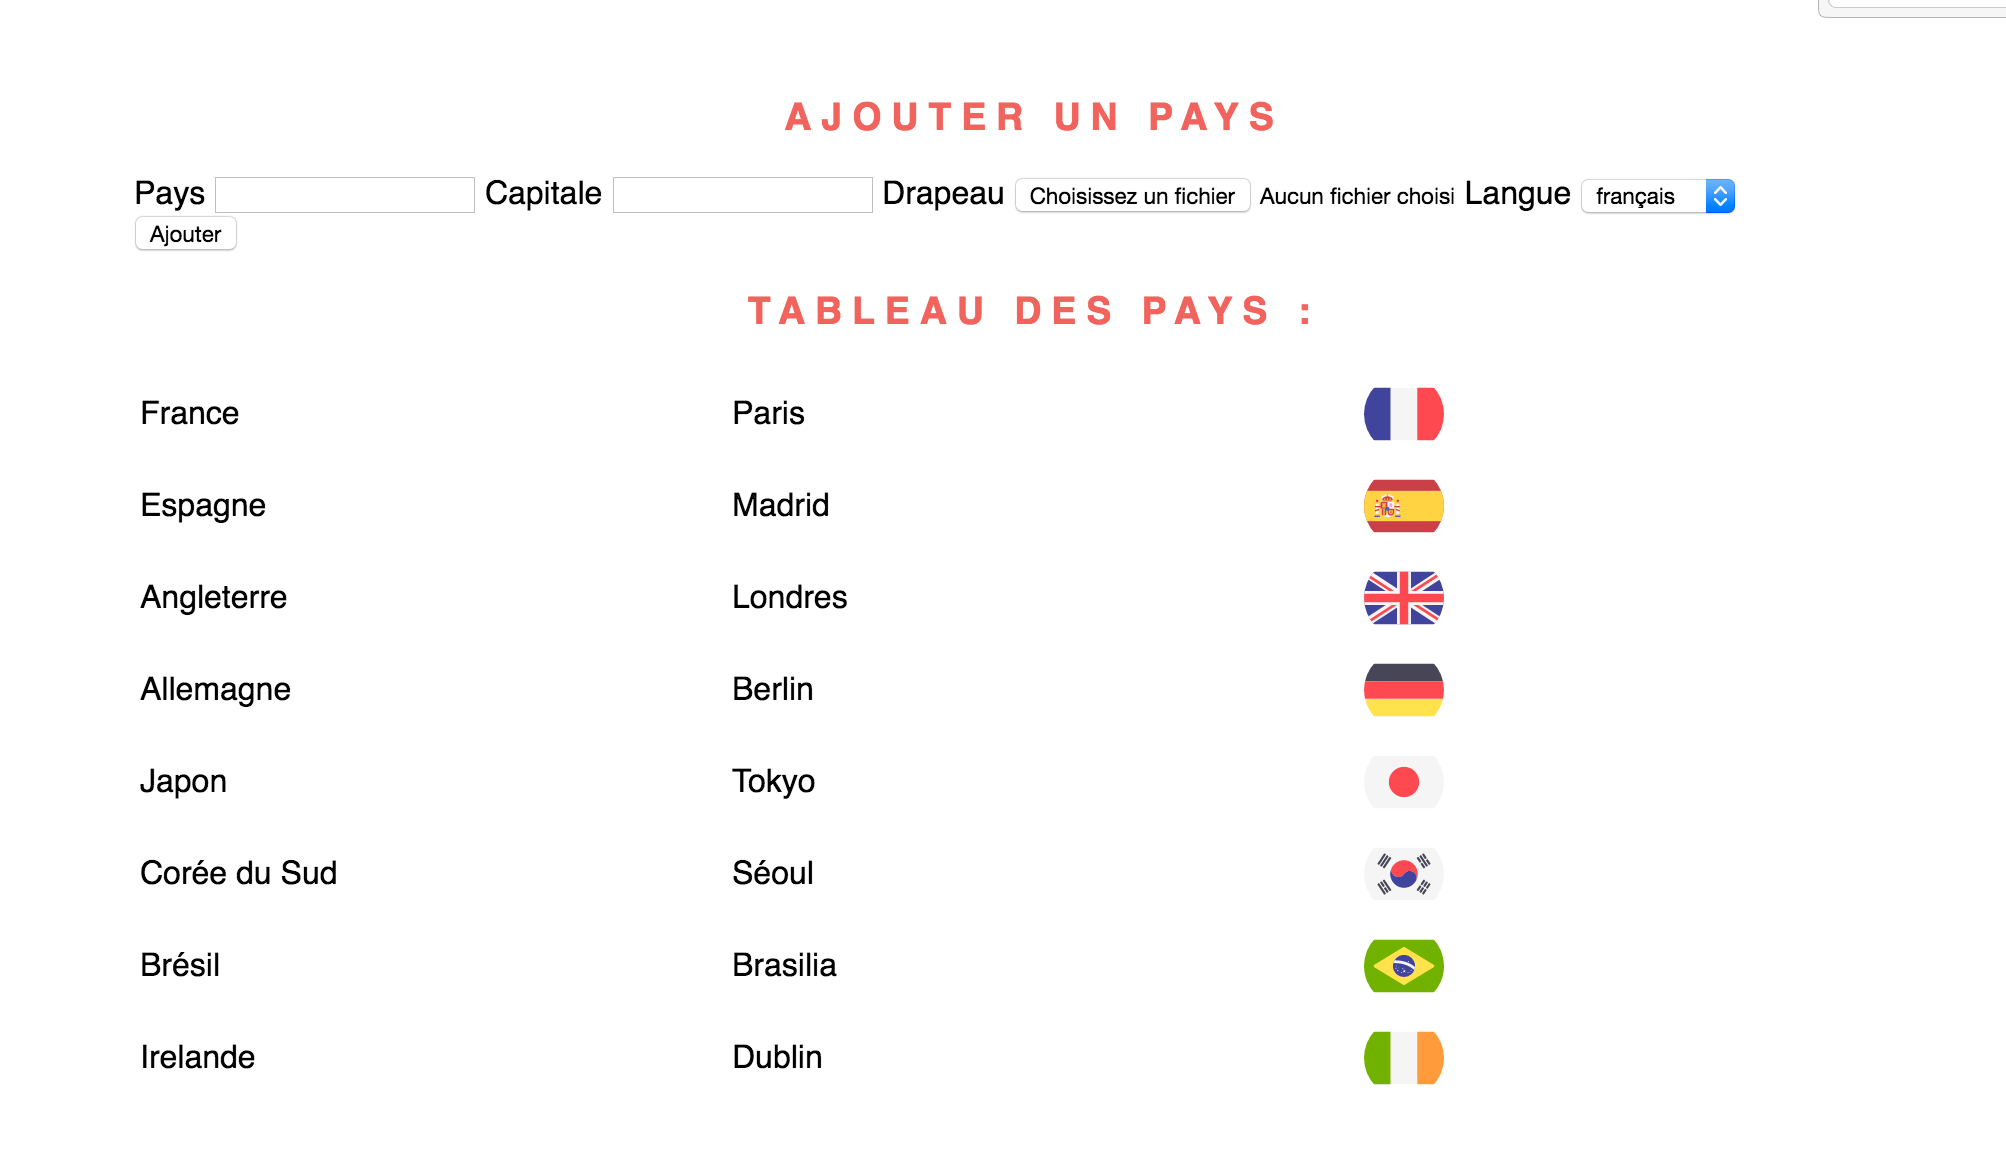 AJOUTER UN PAYS
Pays Capitale Drapeau Choisissez un fichier Aucun fichier choisi Langue français
Ajouter
TABLEAU DES PAYS :
France Paris
Espagne Madrid
Angleterre Londres
Allemagne Berlin
Japon Tokyo
Corée du Sud Séoul
Brésil Brasilia
Irelande Dublin